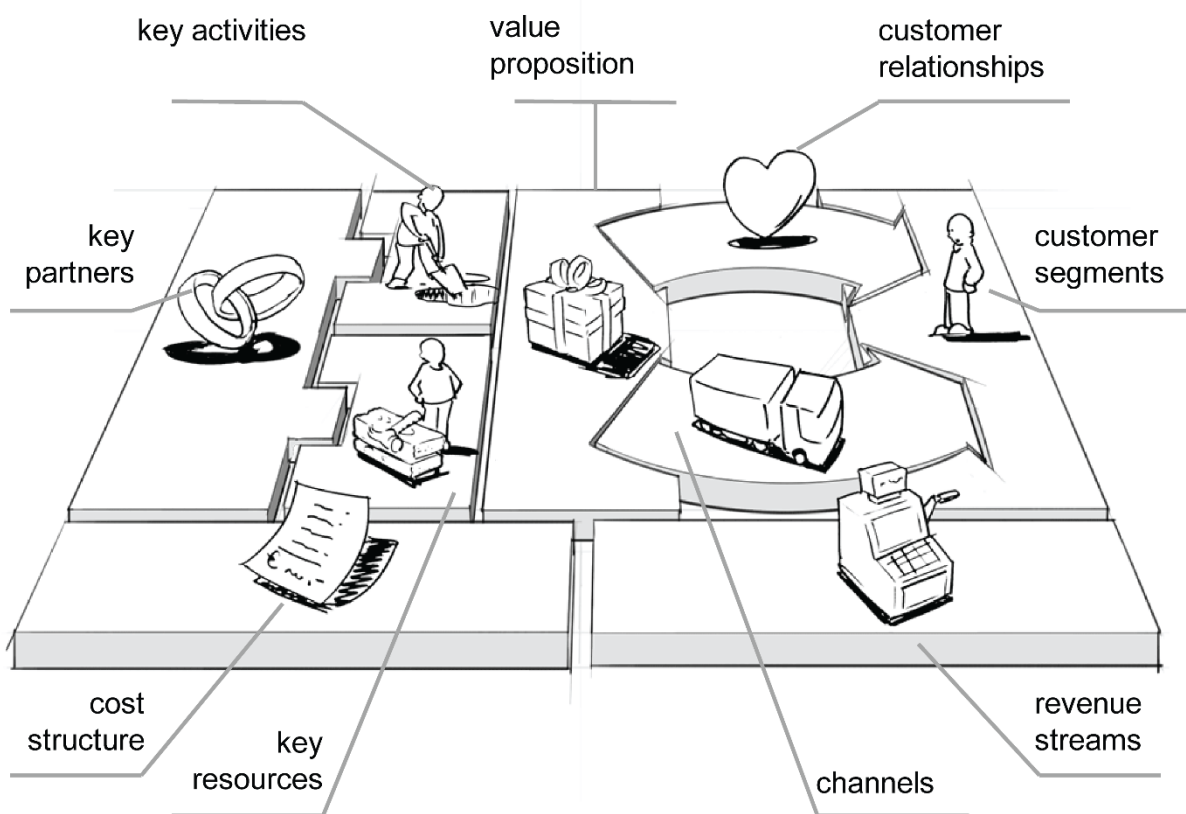 key activities
value
proposition
customer
relationships
key
partners
customer
segments
cost
structure
key
resources
channels
revenue
streams